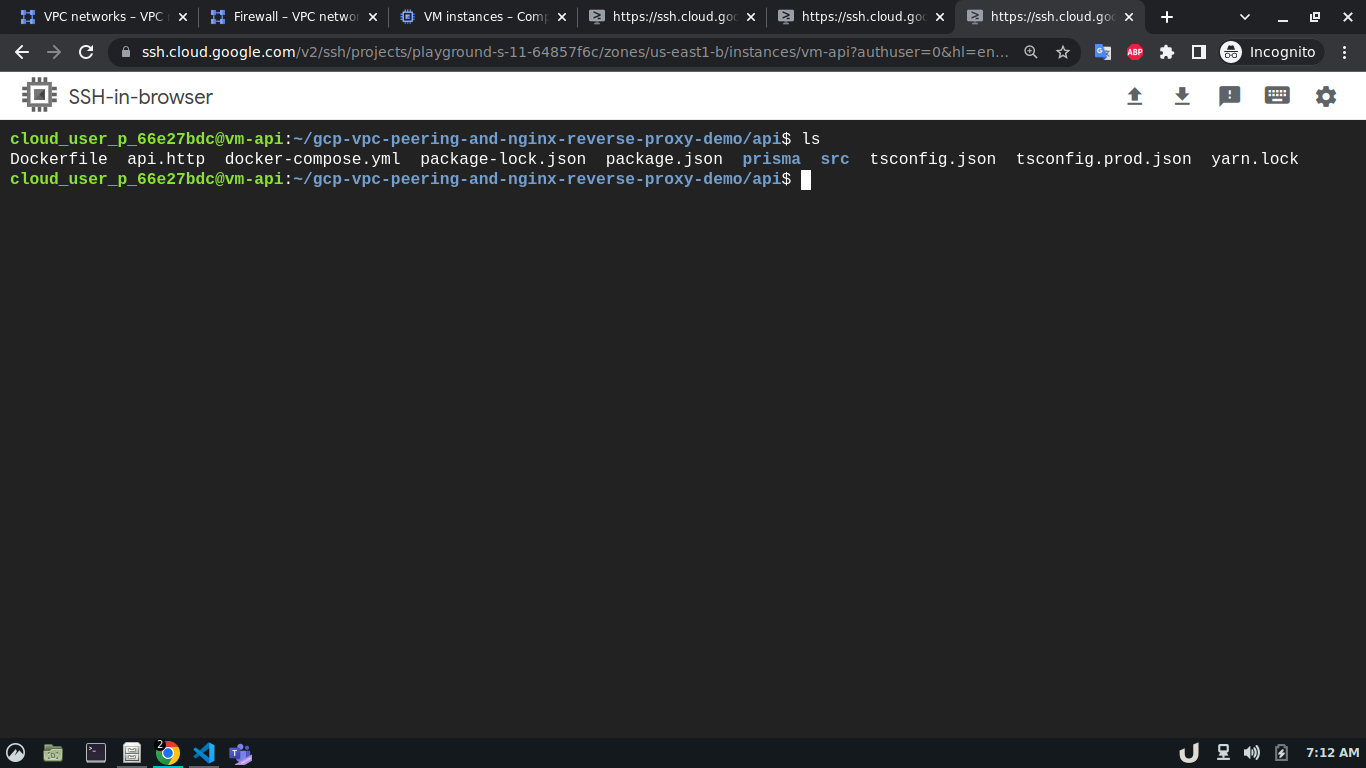 VPC networks – VPC
Firewall – VPC netwo
VM instances – Comp
https://ssh.cloud.goo
https://ssh.cloud.goo
https://ssh.cloud.goo
ssh.cloud.google.com/v2/ssh/projects/playground-s-11-64857f6c/zones/us-east1-b/instances/vm-api?authuser=0&hl=en…
ABP
Incognito
SSH-in-browser
cloud_user_p_66e27bdc@vm-api:~/gcp-vpc-peering-and-nginx-reverse-proxy-demo/api$ ls
Dockerfile api.http docker-compose.yml package-lock.json package.json prisma src tsconfig.json tsconfig.prod.json yarn.lock
cloud_user_p_66e27bdc@vm-api:~/gcp-vpc-peering-and-nginx-reverse-proxy-demo/api$
2
7:12 AM